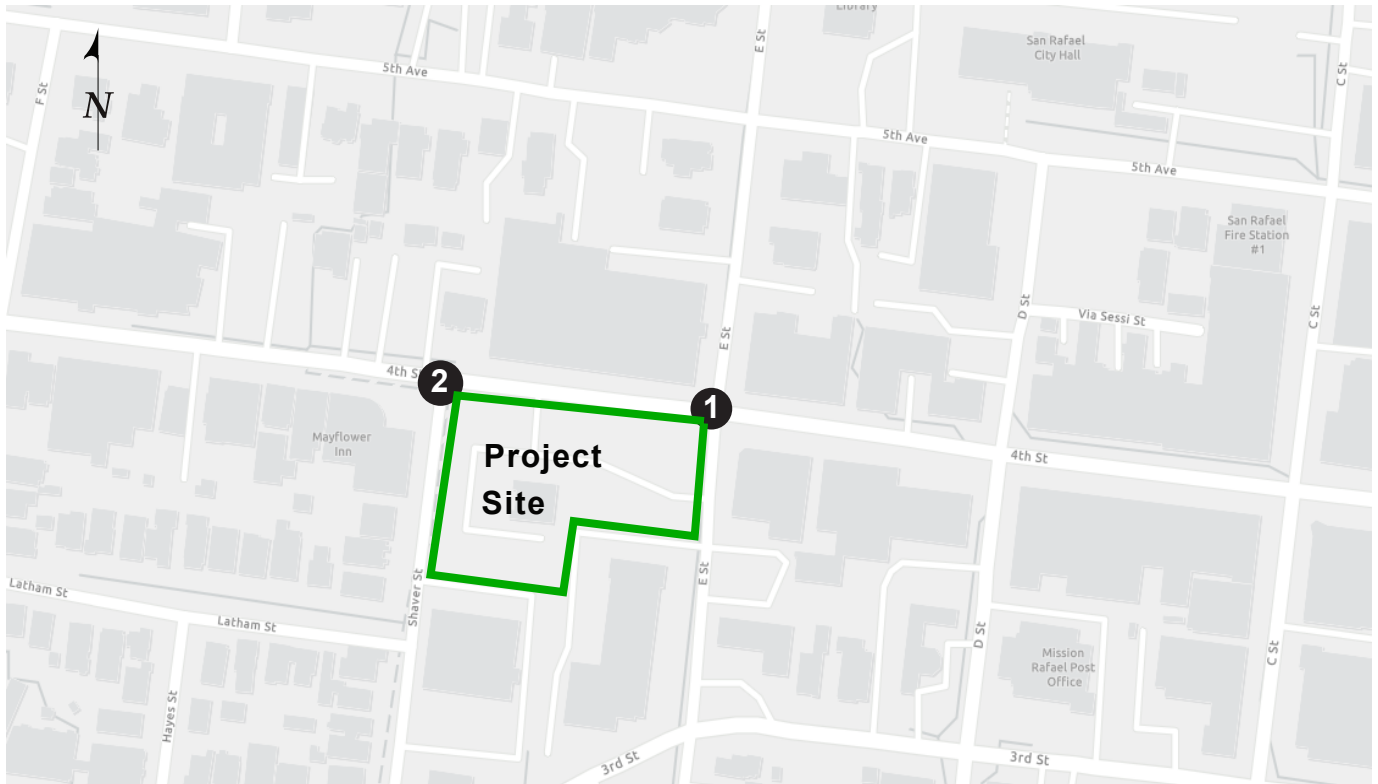 Library
E St
San Rafael
City Hall
C St
5th Ave
F St
N
5th Ave
5th Ave
San Rafael
Fire Station
#1
D St
Via Sessi St
C St
E St
4th St
2
1
Mayflower
Inn
Project
Site
4th St
E St
Latham St
Shaver St
Latham St
D St
Mission
Rafael Post
Office
C St
Hayes St
3rd St
3rd St